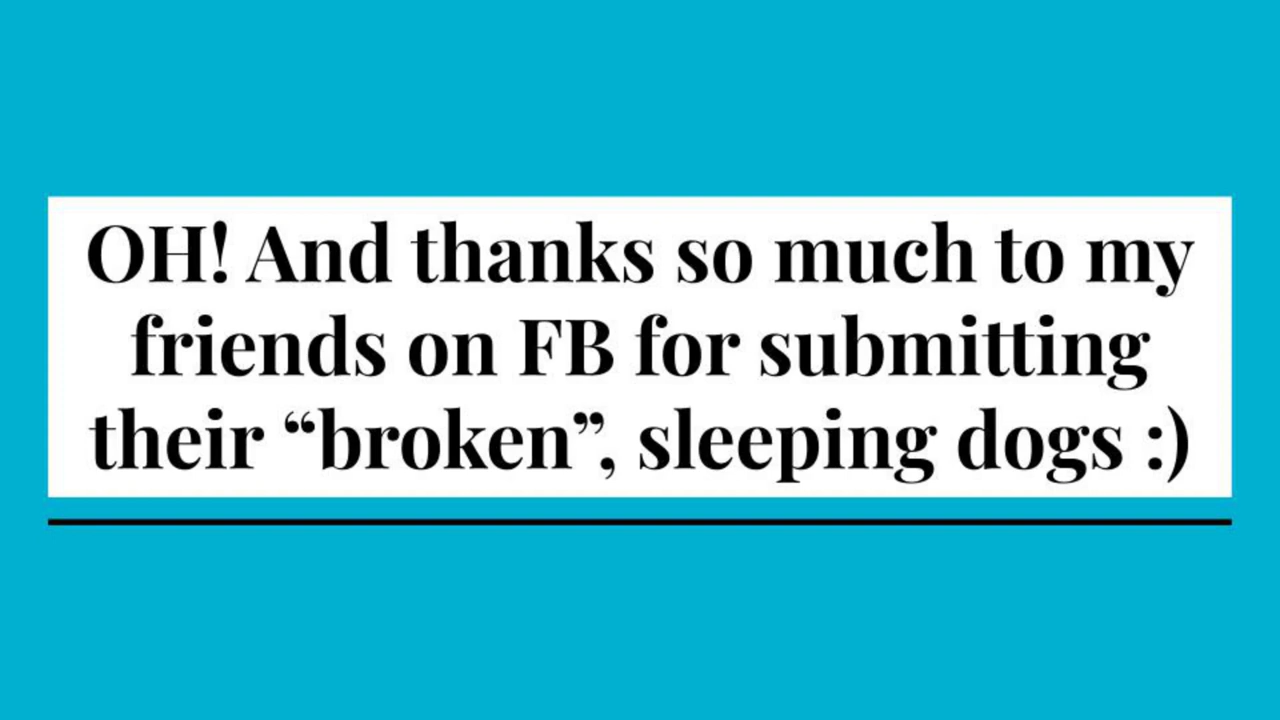 OH! And thanks so much to my
friends on FB for submitting
their “broken”, sleeping dogs :)